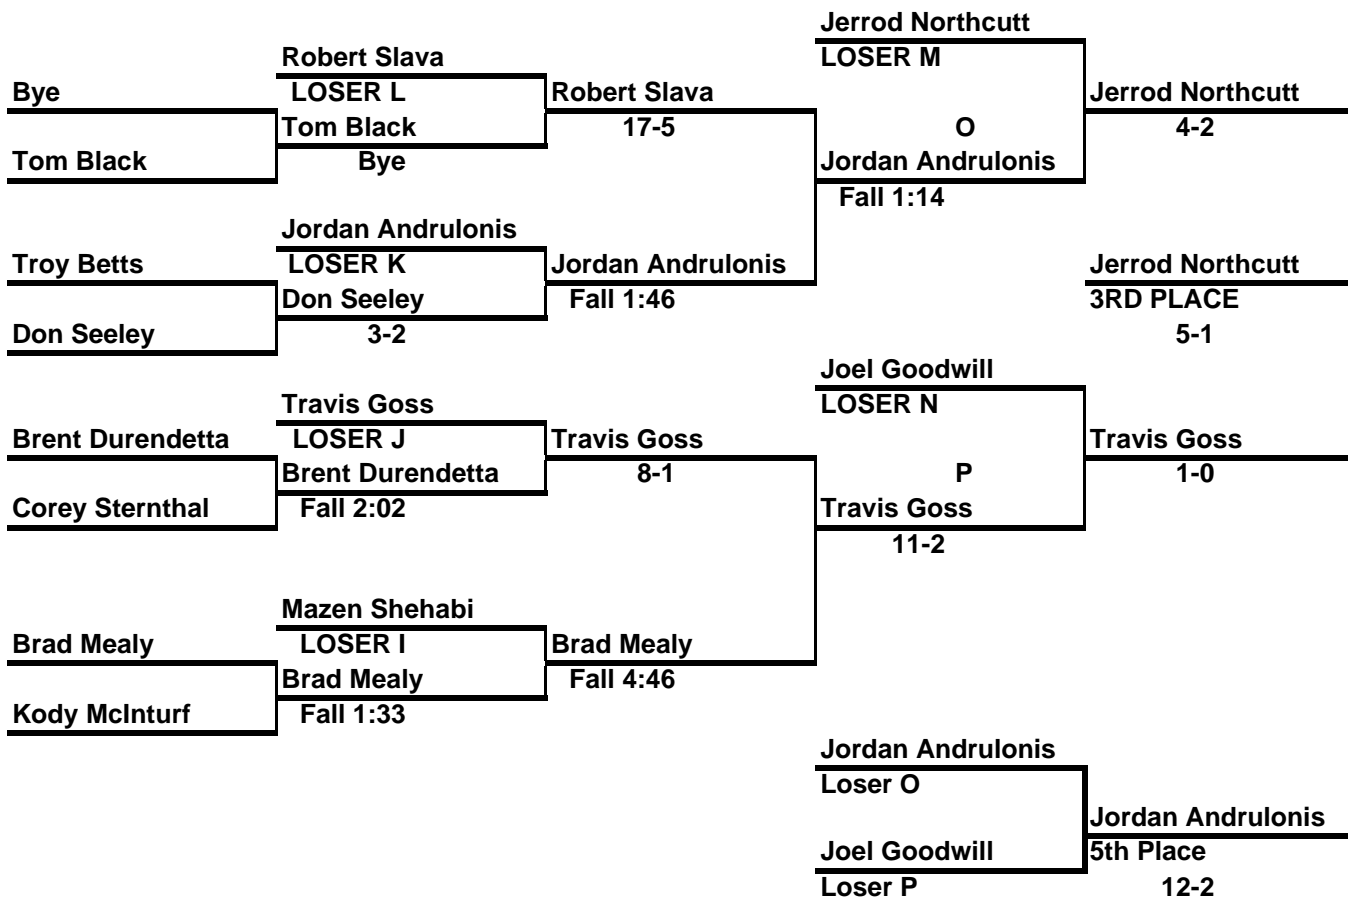 Jerrod Northcutt
Robert Slava
LOSER M
Bye
LOSER L
Robert Slava
Jerrod Northcutt
Tom Black
17-5
O
4-2
Tom Black
Bye
Jordan Andrulonis
Fall 1:14
Jordan Andrulonis
Troy Betts
LOSER K
Jordan Andrulonis
Jerrod Northcutt
Don Seeley
Fall 1:46
3RD PLACE
Don Seeley
3-2
5-1
Joel Goodwill
Travis Goss
LOSER N
Brent Durendetta
LOSER J
Travis Goss
Travis Goss
Brent Durendetta
8-1
P
1-0
Corey Sternthal
Fall 2:02
Travis Goss
11-2
Mazen Shehabi
Brad Mealy
LOSER I
Brad Mealy
Brad Mealy
Fall 4:46
Kody McInturf
Fall 1:33
Jordan Andrulonis
Loser O
Jordan Andrulonis
Joel Goodwill
5th Place
Loser P
12-2